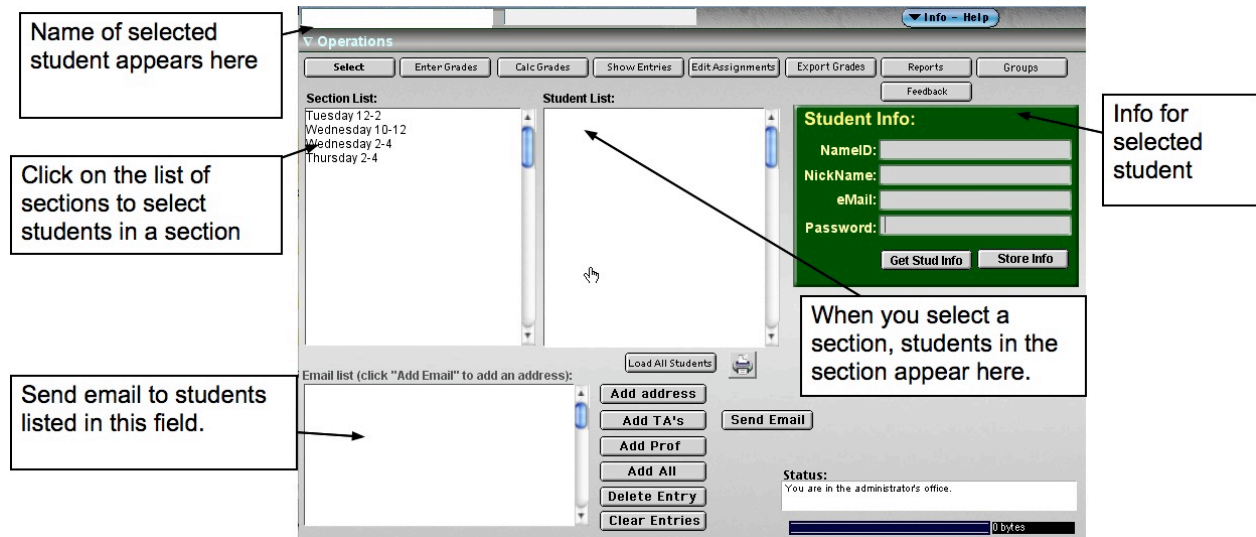 Name of selected
student appears here
▼Info - Help
▽ Operations
Select
Enter Grades
Calc Grades
Show Entries
Edit Assignments
Export Grades
Reports
Groups
Feedback
Section List:
Student List:
Tuesday 12-2
Wednesday 10-12
Wednesday 2-4
Thursday 2-4
Click on the list of
sections to select
students in a section
Student Info:
NameID:
NickName:
eMail:
Password:
Get Stud Info
Store Info
Info for
selected
student
When you select a
section, students in the
section appear here.
Load All Students
Email list (click "Add Email" to add an address):
Send email to students
listed in this field.
Add address
Add TA's
Send Email
Add Prof
Add All
Delete Entry
Clear Entries
Status:
You are in the administrator's office.
0 bytes